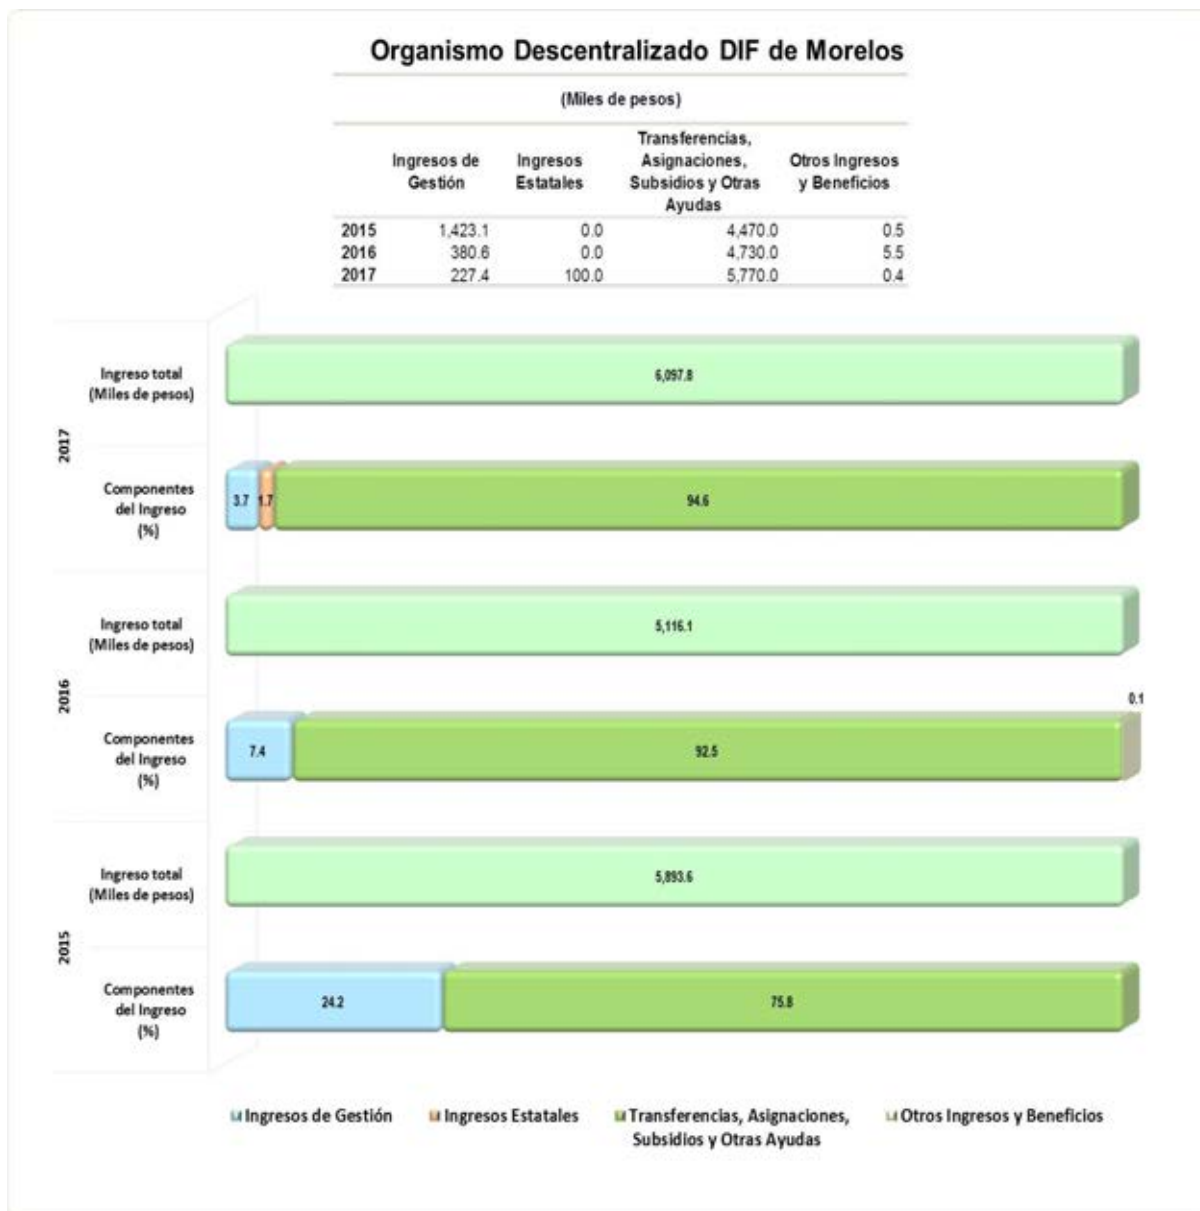 Organismo Descentralizado DIF de Morelos
(Miles de pesos)
Ingresos de Gestión Ingresos Estatales Transferencias, Asignaciones, Subsidios y Otras Ayudas Otros Ingresos y Beneficios
2015 1,423.1 0.0 4,470.0 0.5
2016 380.6 0.0 4,730.0 5.5
2017 227.4 100.0 5,770.0 0.4
2017
Ingreso total
(Miles de pesos)
6,097.8
Componentes
del Ingreso
(%)
3.7 1.7 94.6
2016
Ingreso total
(Miles de pesos)
5,116.1
0.1
Componentes
del Ingreso
(%)
7.4 92.5
2015
Ingreso total
(Miles de pesos)
5,893.6
Componentes
del Ingreso
(%)
24.2 75.8
Ingresos de Gestión Ingresos Estatales Transferencias, Asignaciones, Otros Ingresos y Beneficios
Subsidios y Otras Ayudas